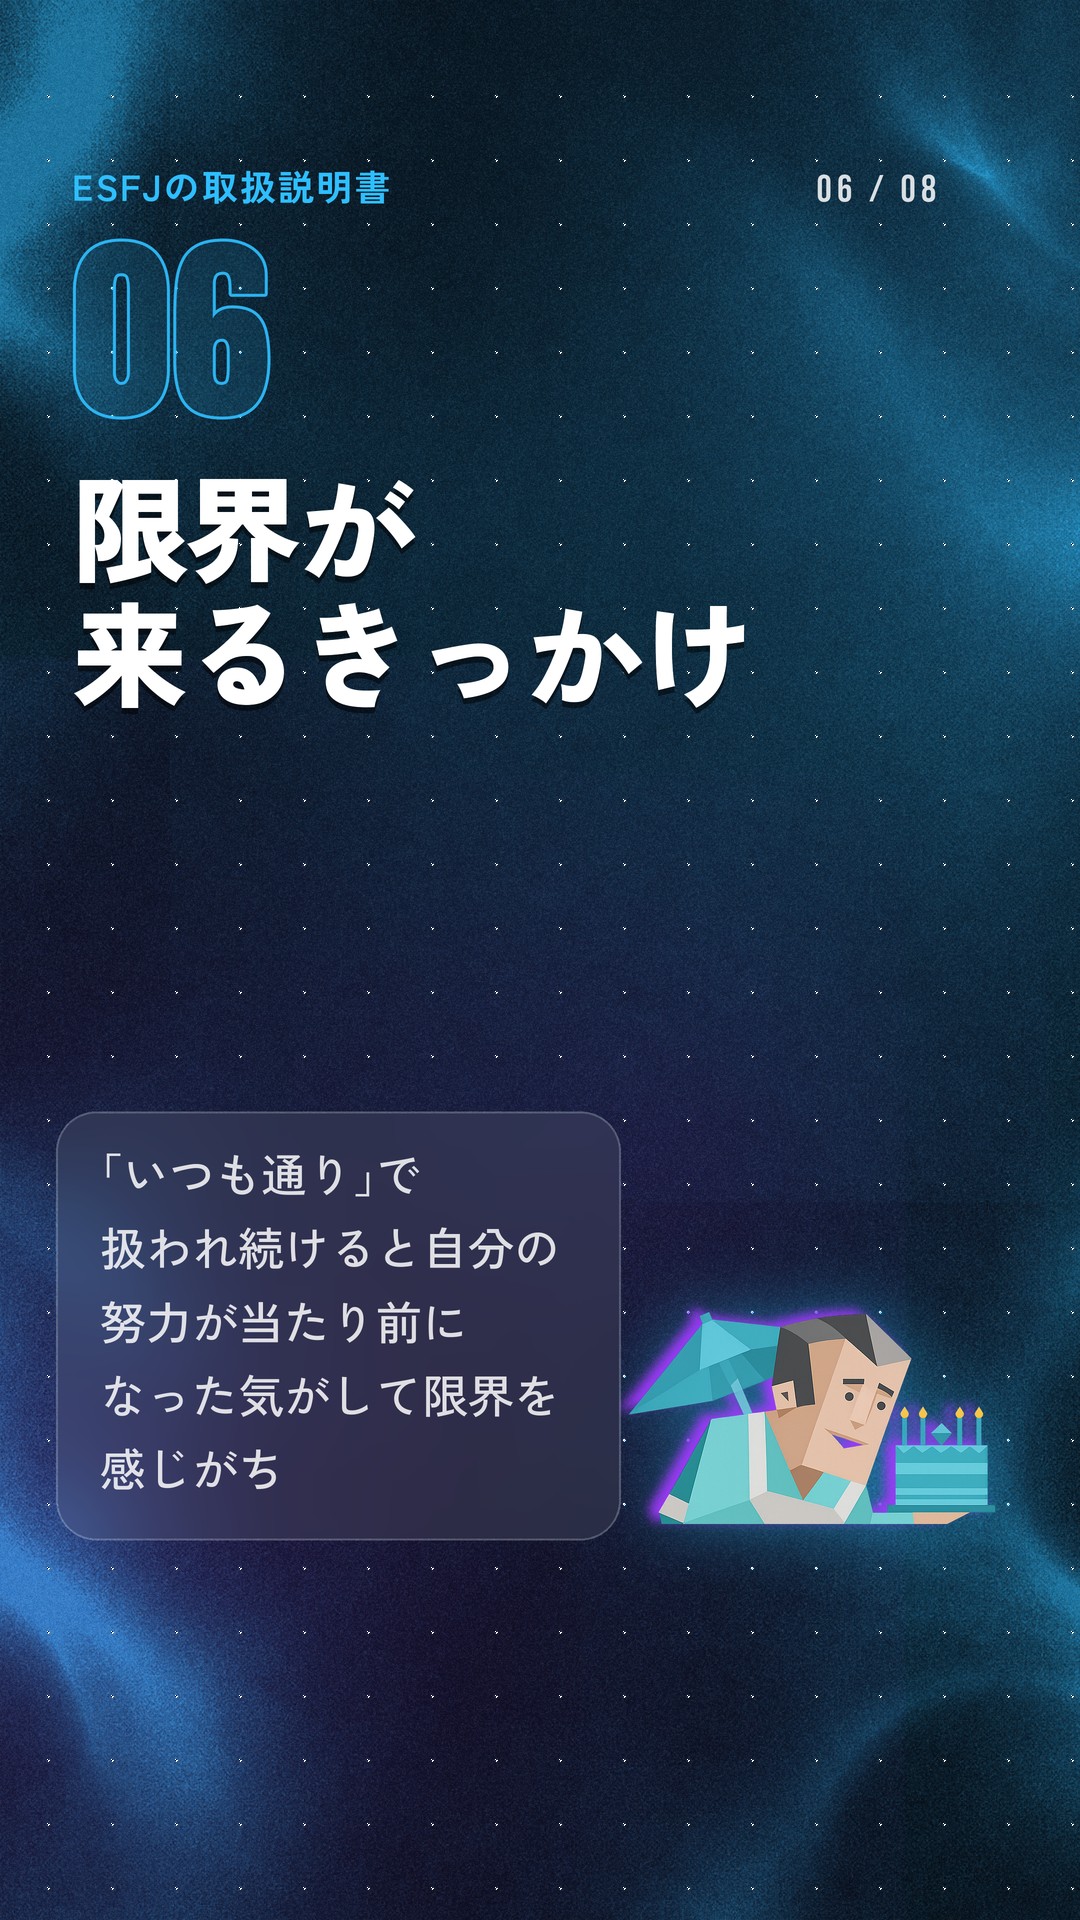 ESFJの取扱説明書
06 / 08
06
限界が
来るきっかけ
「いつも通り」で
扱われ続けると自分の
努力が当たり前に
なった気がして限界を
感じがち